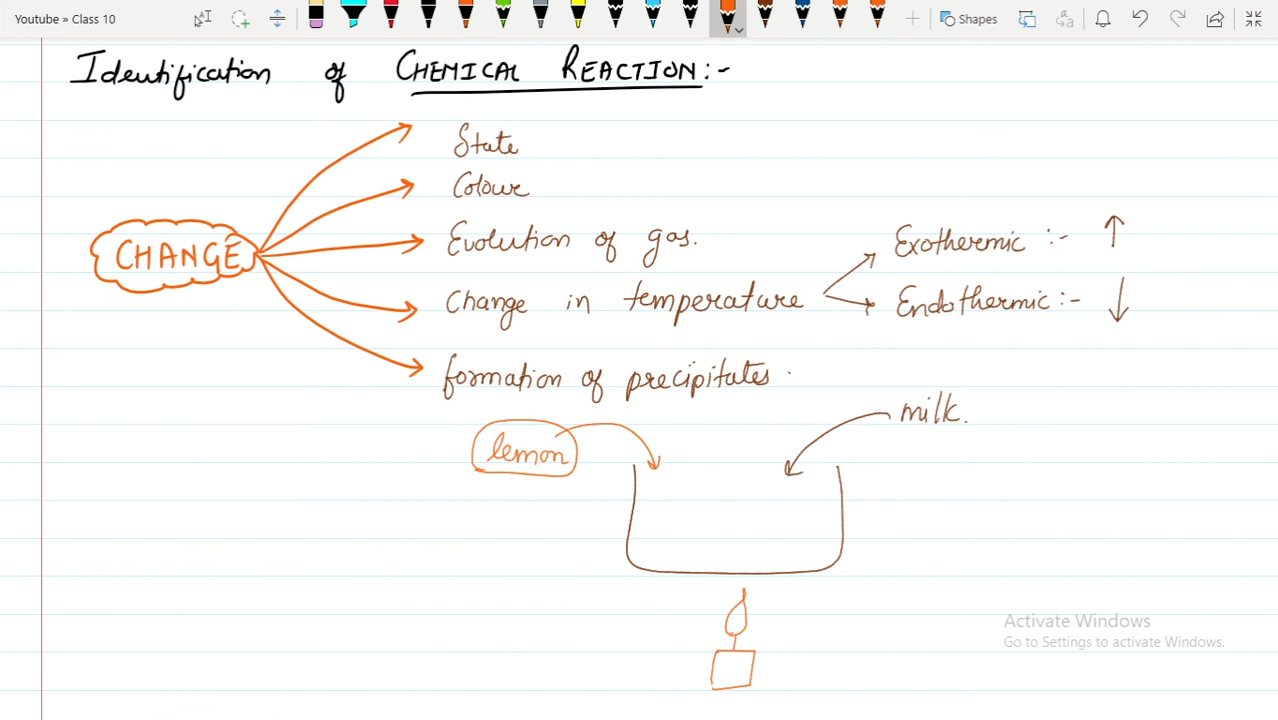 Youtube » Class 10
Shapes
Identification of CHEMICAL REACTION:-
State
Colour
CHANGE
Evolution of gas.
Exothermic :- ↑
Change in temperature
Endothermic :- ↓
formation of precipitates.
milk.
lemon
Activate Windows
Go to Settings to activate Windows.